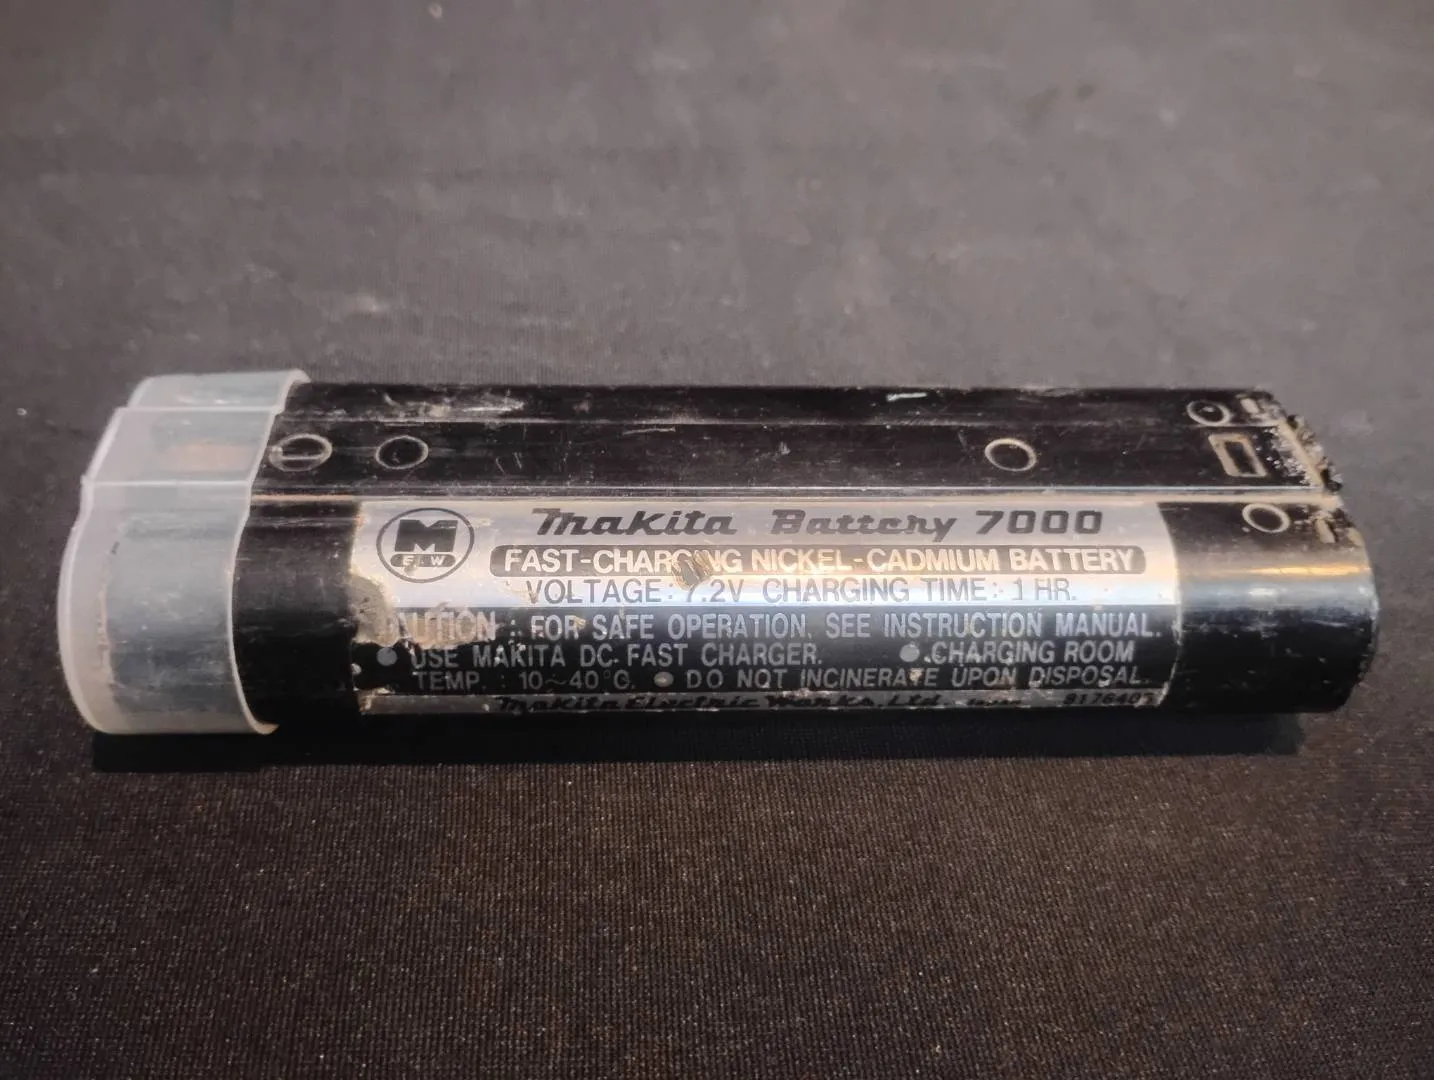 M
E W
Makita Battery 7000
FAST-CHARGING NICKEL-CADMIUM BATTERY
VOLTAGE: 7.2V CHARGING TIME: 1 HR.
CAUTION : FOR SAFE OPERATION, SEE INSTRUCTION MANUAL.
● USE MAKITA DC. FAST CHARGER. ● CHARGING ROOM
TEMP. : 10~40°C. ● DO NOT INCINERATE UPON DISPOSAL.
Makita Electric Works, Ltd. Japan